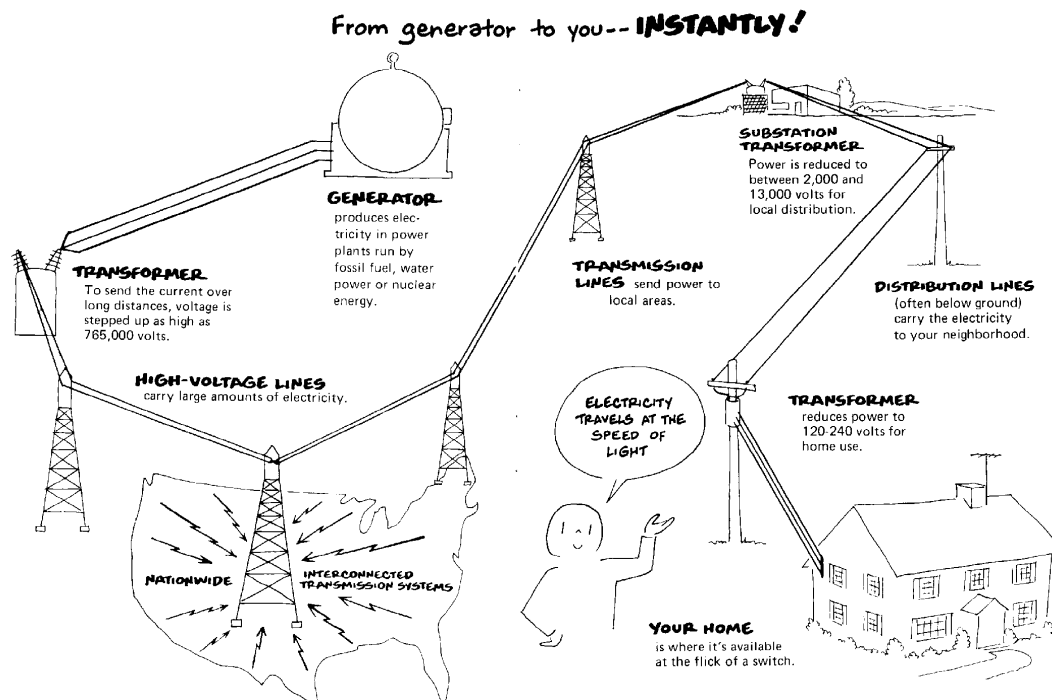 From generator to you--INSTANTLY!
GENERATOR
produces elec-
tricity in power
plants run by
fossil fuel, water
power or nuclear
energy.
TRANSFORMER
To send the current over
long distances, voltage is
stepped up as high as
765,000 volts.
HIGH-VOLTAGE LINES
carry large amounts of electricity.
NATIONWIDE
INTERCONNECTED
TRANSMISSION SYSTEMS
TRANSMISSION
LINES send power to
local areas.
SUBSTATION
TRANSFORMER
Power is reduced to
between 2,000 and
13,000 volts for
local distribution.
DISTRIBUTION LINES
(often below ground)
carry the electricity
to your neighborhood.
TRANSFORMER
reduces power to
120-240 volts for
home use.
ELECTRICITY
TRAVELS AT THE
SPEED OF
LIGHT
YOUR HOME
is where it's available
at the flick of a switch.